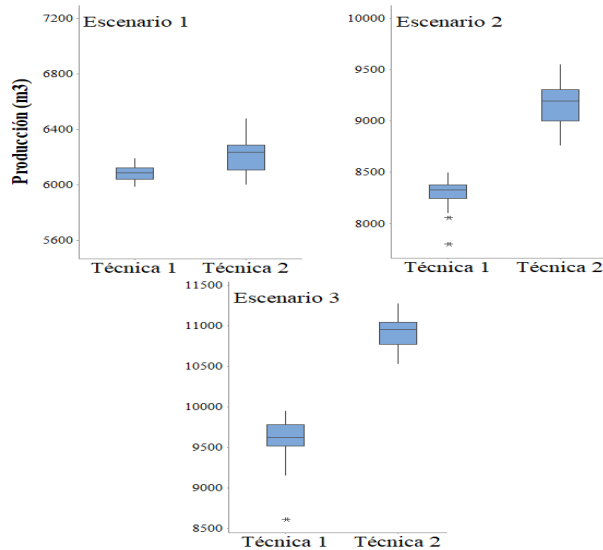 Escenario 1
7200
6800
6400
6000
5600
Producción (m3)
Técnica 1 Técnica 2
Escenario 2
10000
9500
9000
8500
8000
Técnica 1 Técnica 2
Escenario 3
11500
11000
10500
10000
9500
9000
8500
Técnica 1 Técnica 2